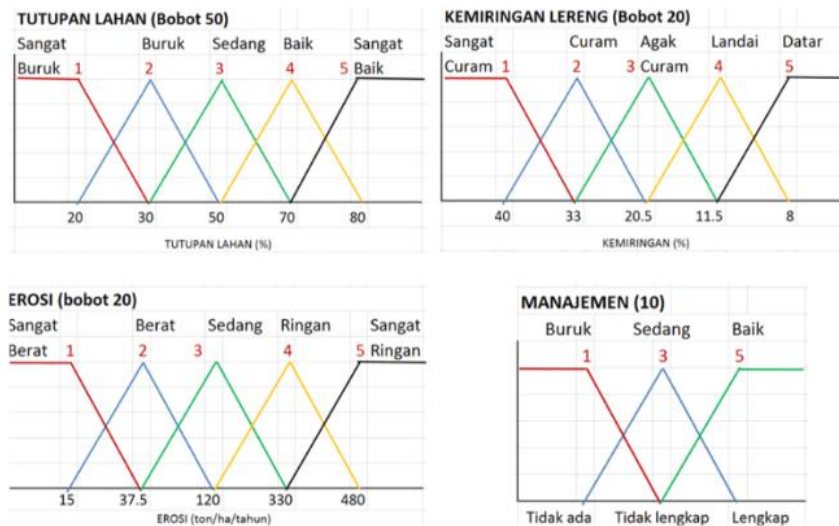 TUTUPAN LAHAN (Bobot 50)
Sangat Buruk Sedang Baik Sangat
Buruk 1 2 3 4 5 Baik
20 30 50 70 80
TUTUPAN LAHAN (%)
KEMIRINGAN LERENG (Bobot 20)
Sangat Curam Agak Landai Datar
Curam 1 2 3 Curam 4 5
40 33 20.5 11.5 8
KEMIRINGAN (%)
EROSI (bobot 20)
Sangat Berat Sedang Ringan Sangat
Berat 1 2 3 4 5 Ringan
15 37.5 120 330 480
EROSI (ton/ha/tahun)
MANAJEMEN (10)
Buruk Sedang Baik
1 3 5
Tidak ada Tidak lengkap Lengkap